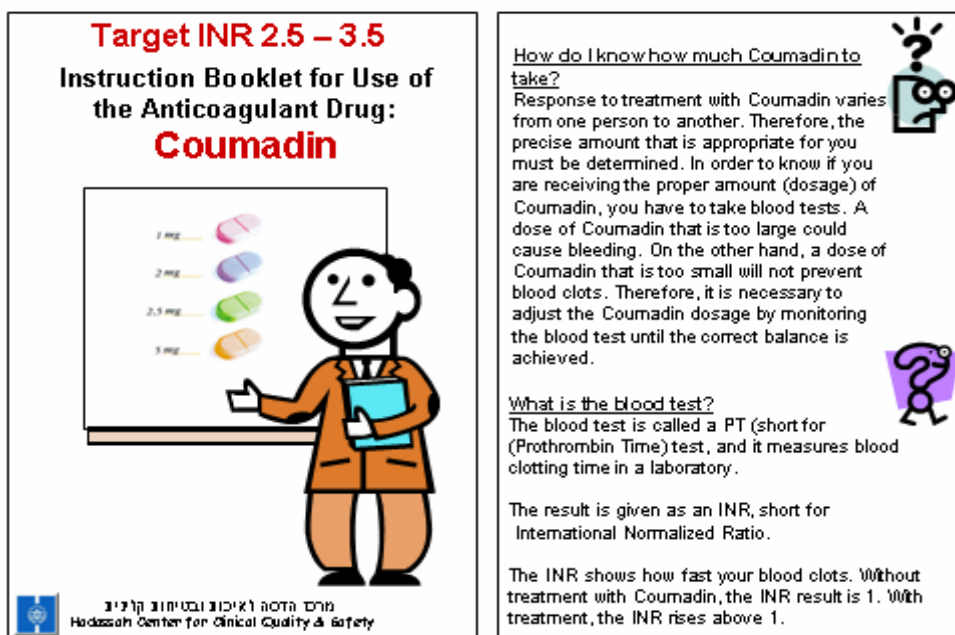 Target INR 2.5 – 3.5
Instruction Booklet for Use of
the Anticoagulant Drug:
Coumadin
1 mg
2 mg
2.5 mg
5 mg
מרכז הדסה לאיכות ובטיחות קלינית
Hadassah Center for Clinical Quality & Safety
How do I know how much Coumadin to
take?
Response to treatment with Coumadin varies
from one person to another. Therefore, the
precise amount that is appropriate for you
must be determined. In order to know if you
are receiving the proper amount (dosage) of
Coumadin, you have to take blood tests. A
dose of Coumadin that is too large could
cause bleeding. On the other hand, a dose of
Coumadin that is too small will not prevent
blood clots. Therefore, it is necessary to
adjust the Coumadin dosage by monitoring
the blood test until the correct balance is
achieved.
What is the blood test?
The blood test is called a PT (short for
(Prothrombin Time) test, and it measures blood
clotting time in a laboratory.
The result is given as an INR, short for
International Normalized Ratio.
The INR shows how fast your blood clots. Without
treatment with Coumadin, the INR result is 1. With
treatment, the INR rises above 1.